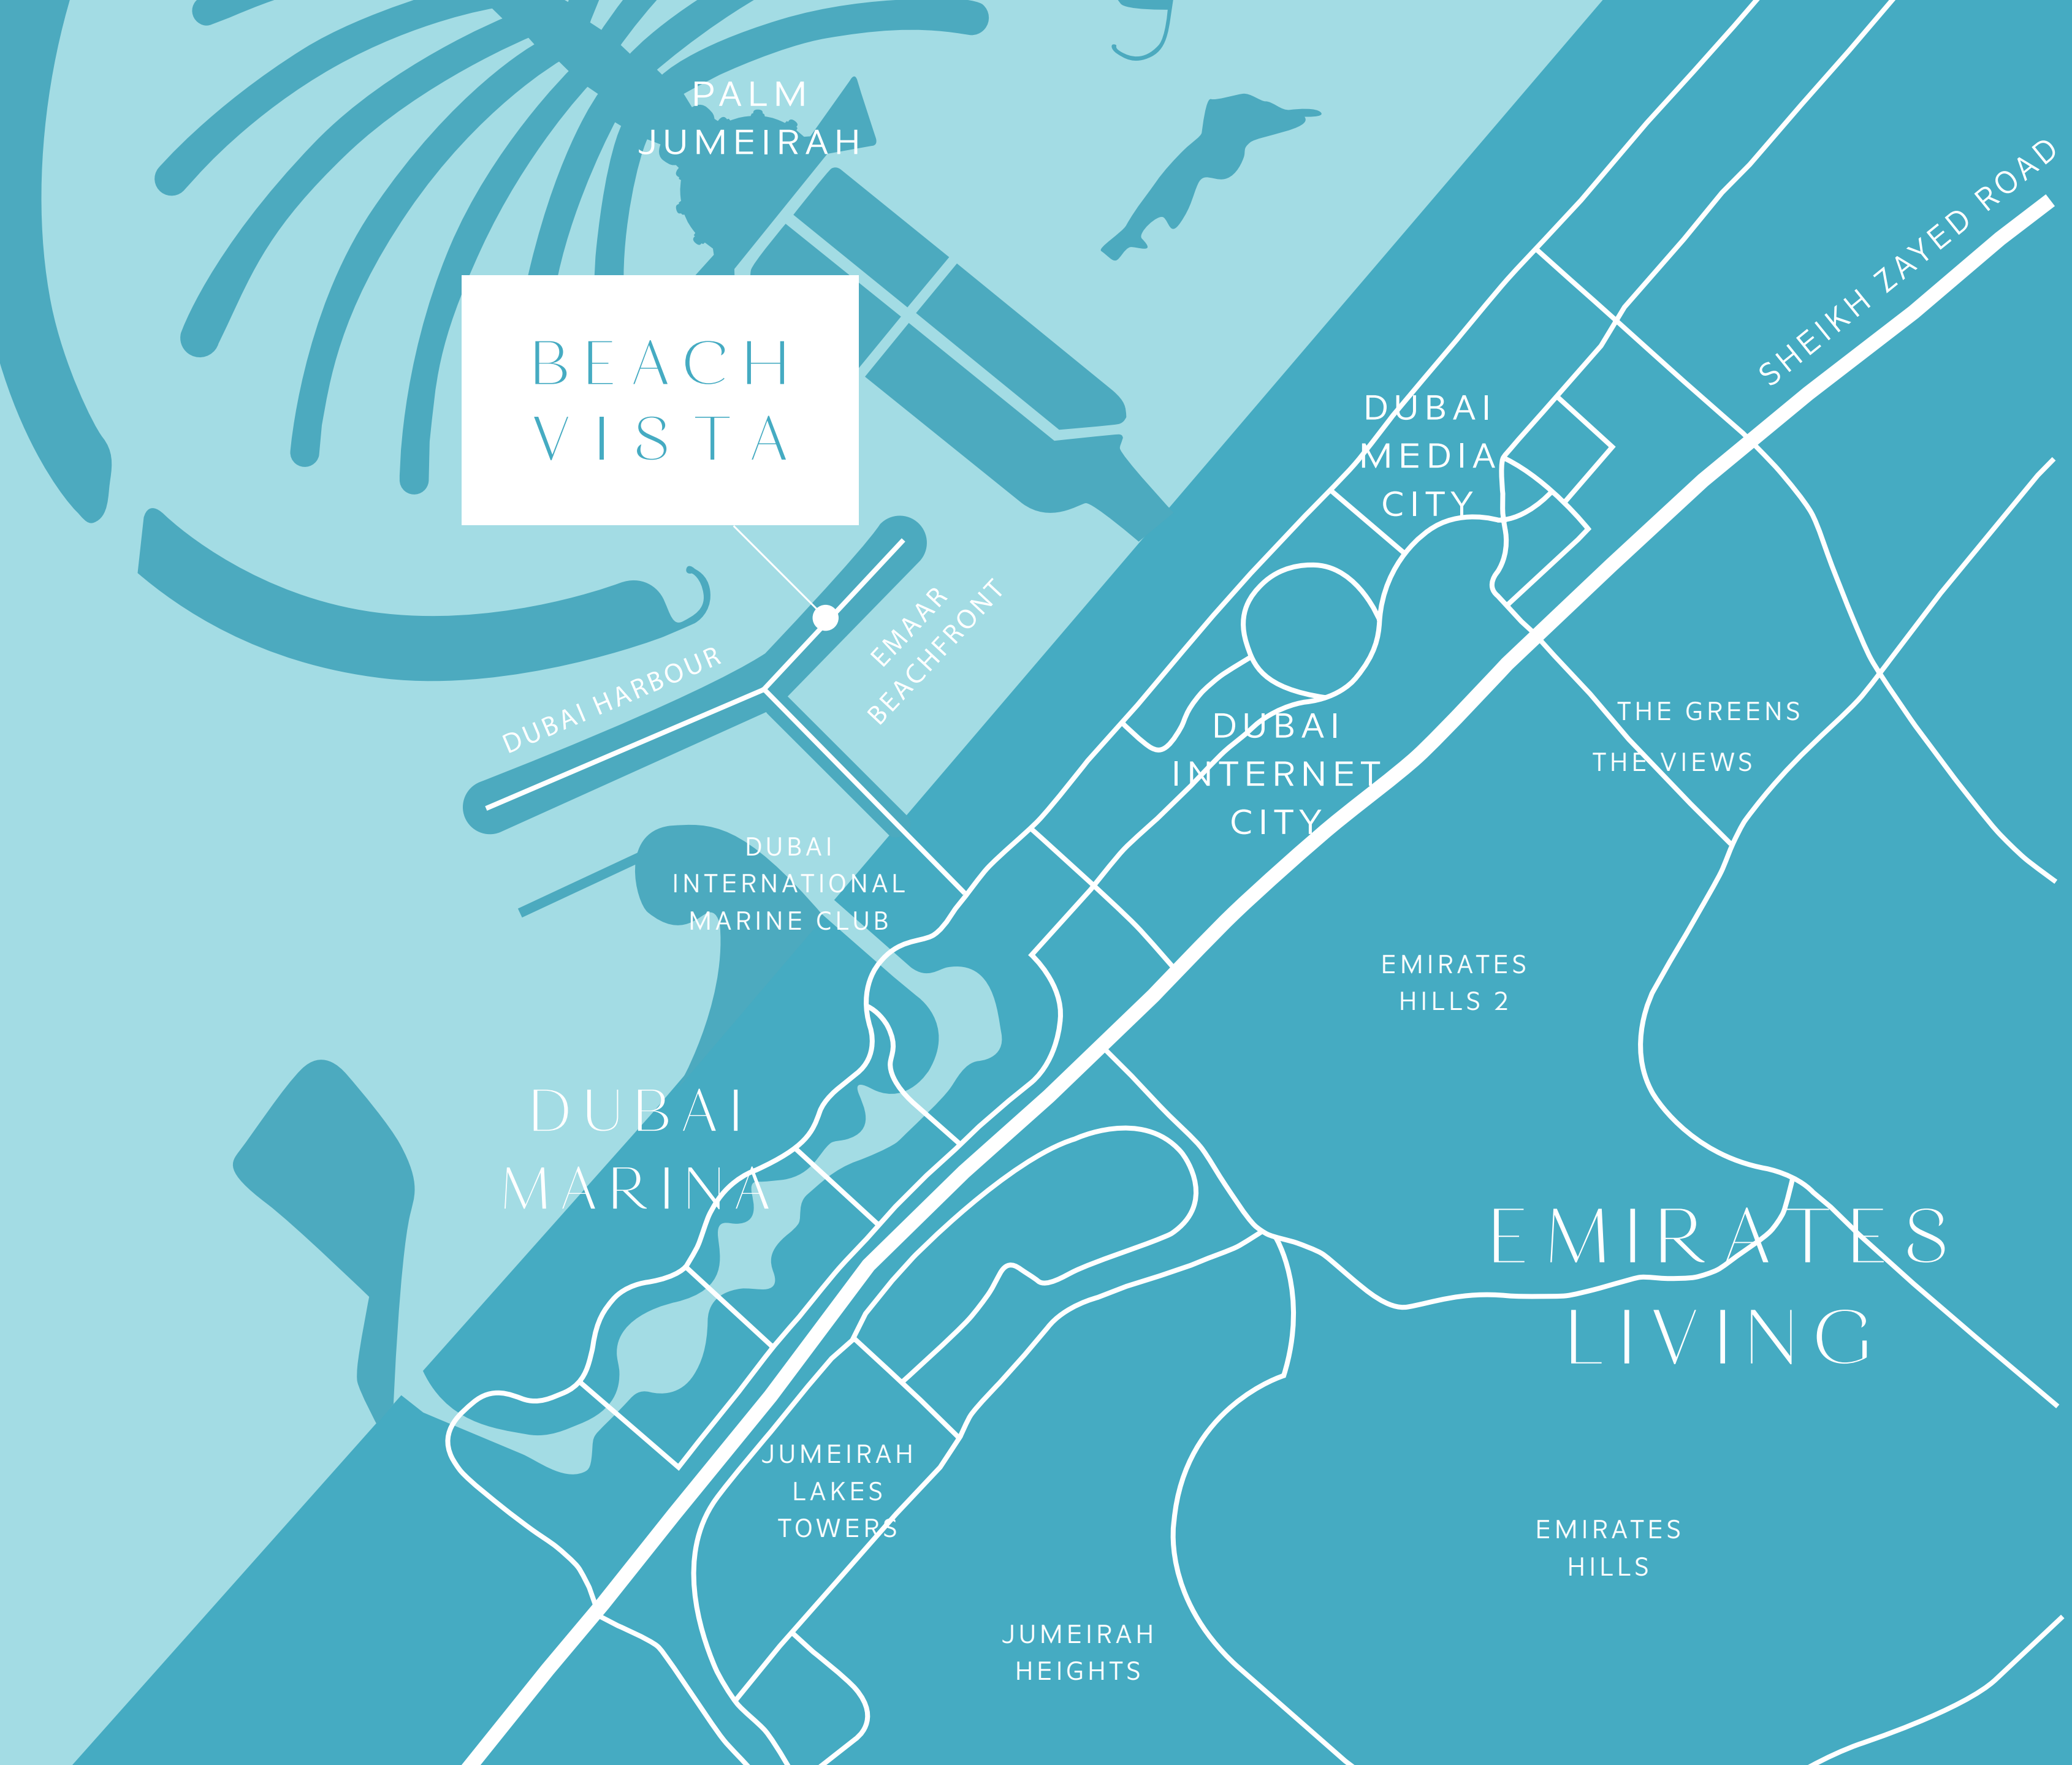 PALM
JUMEIRAH
SHEIKH ZAYED ROAD
BEACH
VISTA
DUBAI
MEDIA
CITY
EMAAR
BEACHFRONT
DUBAI HARBOUR
THE GREENS
THE VIEWS
DUBAI
INTERNET
CITY
DUBAI
INTERNATIONAL
MARINE CLUB
EMIRATES
HILLS 2
DUBAI
MARINA
EMIRATES
LIVING
JUMEIRAH
LAKES
TOWERS
EMIRATES
HILLS
JUMEIRAH
HEIGHTS